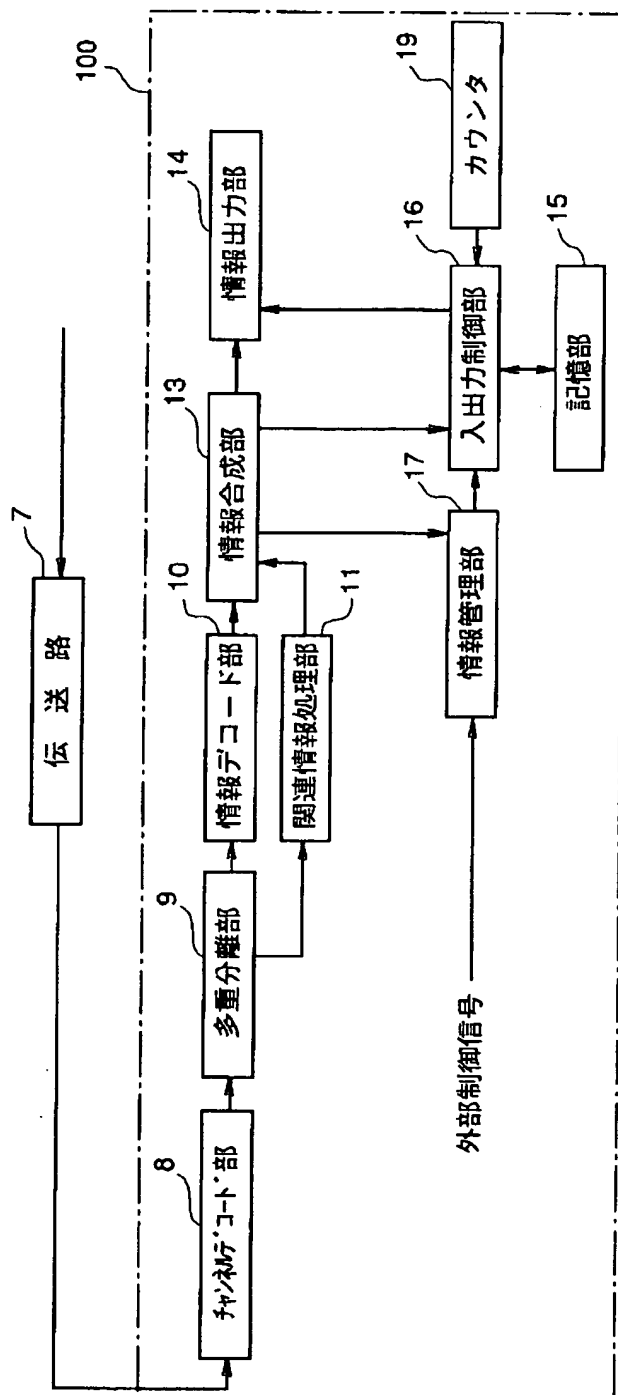 7
伝送路
100
8
チャンネルデコード部
9
多重分離部
10
情報デコード部
11
関連情報処理部
13
情報合成部
14
情報出力部
外部制御信号
17
情報管理部
16
入出力制御部
19
カウンタ
15
記憶部